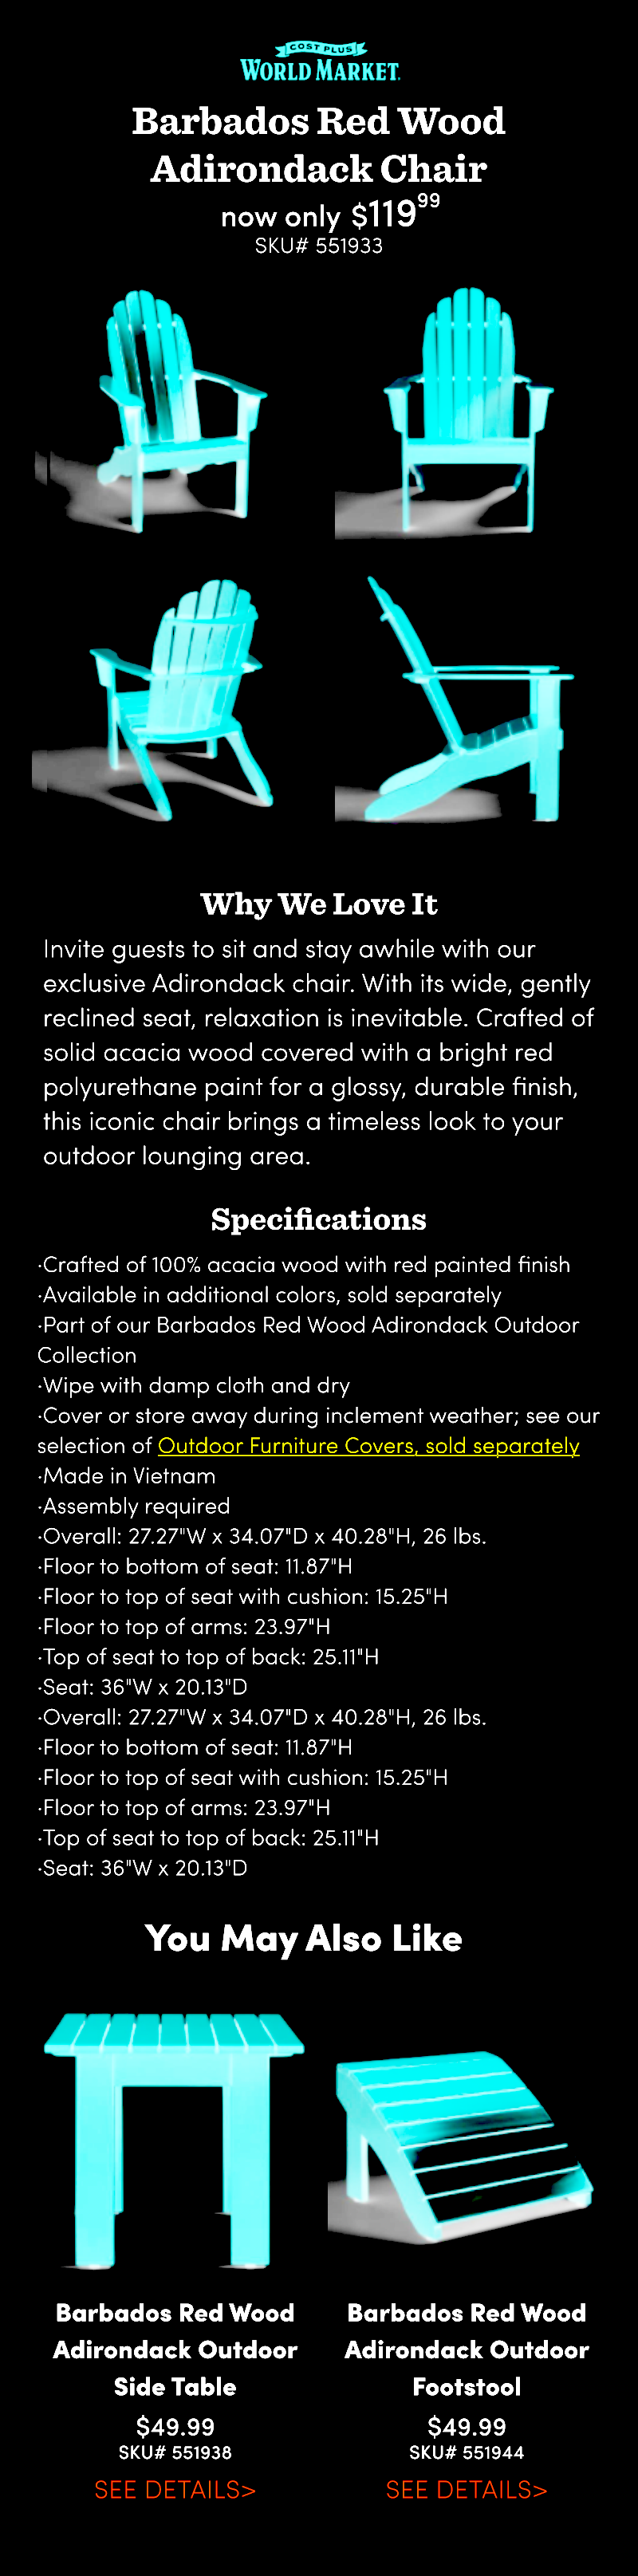 COST PLUS
WORLD MARKET.
Barbados Red Wood
Adirondack Chair
now only $119.99
SKU# 551933
Why We Love It
Invite guests to sit and stay awhile with our
exclusive Adirondack chair. With its wide, gently
reclined seat, relaxation is inevitable. Crafted of
solid acacia wood covered with a bright red
polyurethane paint for a glossy, durable finish,
this iconic chair brings a timeless look to your
outdoor lounging area.
Specifications
·Crafted of 100% acacia wood with red painted finish
·Available in additional colors, sold separately
·Part of our Barbados Red Wood Adirondack Outdoor
Collection
·Wipe with damp cloth and dry
·Cover or store away during inclement weather; see our
selection of Outdoor Furniture Covers, sold separately
·Made in Vietnam
·Assembly required
·Overall: 27.27"W x 34.07"D x 40.28"H, 26 lbs.
·Floor to bottom of seat: 11.87"H
·Floor to top of seat with cushion: 15.25"H
·Floor to top of arms: 23.97"H
·Top of seat to top of back: 25.11"H
·Seat: 36"W x 20.13"D
·Overall: 27.27"W x 34.07"D x 40.28"H, 26 lbs.
·Floor to bottom of seat: 11.87"H
·Floor to top of seat with cushion: 15.25"H
·Floor to top of arms: 23.97"H
·Top of seat to top of back: 25.11"H
·Seat: 36"W x 20.13"D
You May Also Like
Barbados Red Wood
Adirondack Outdoor
Side Table
$49.99
SKU# 551938
SEE DETAILS>
Barbados Red Wood
Adirondack Outdoor
Footstool
$49.99
SKU# 551944
SEE DETAILS>